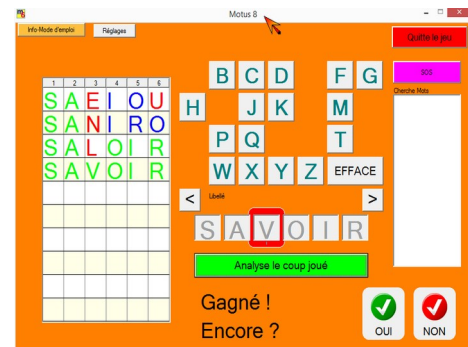 Motus 8
Info-Mode d'emploi Réglages Quitte le jeu
SOS
Cherche Mots
1 2 3 4 5 6
S A E I O U
S A N I R O
S A L O I R
S A V O I R
B C D F G
H J K M
P Q T
W X Y Z EFFACE
< Libellé >
S A V O I R
Analyse le coup joué
Gagné !
Encore ?
OUI NON